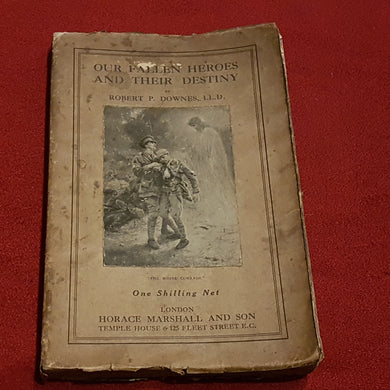 OUR FALLEN HEROES
AND THEIR DESTINY
BY
ROBERT P. DOWNES, LL.D.
"THE WHITE COMRADE."
One Shilling Net
LONDON
HORACE MARSHALL AND SON
TEMPLE HOUSE & 125 FLEET STREET E.C.